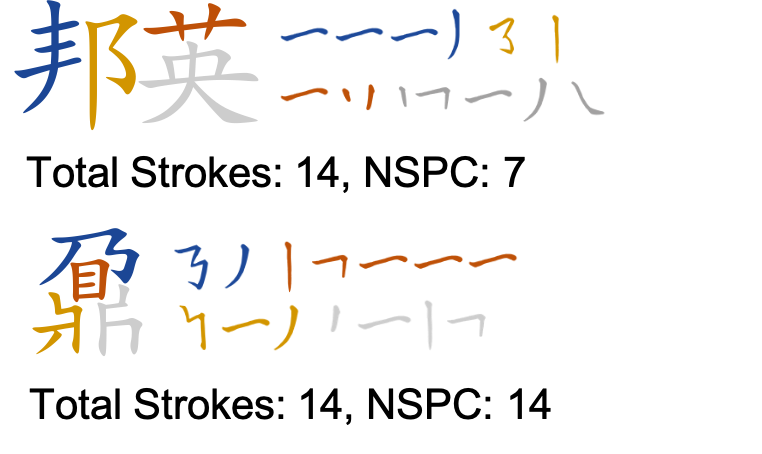 邦英
Total Strokes: 14, NSPC: 7
鼐
Total Strokes: 14, NSPC: 14